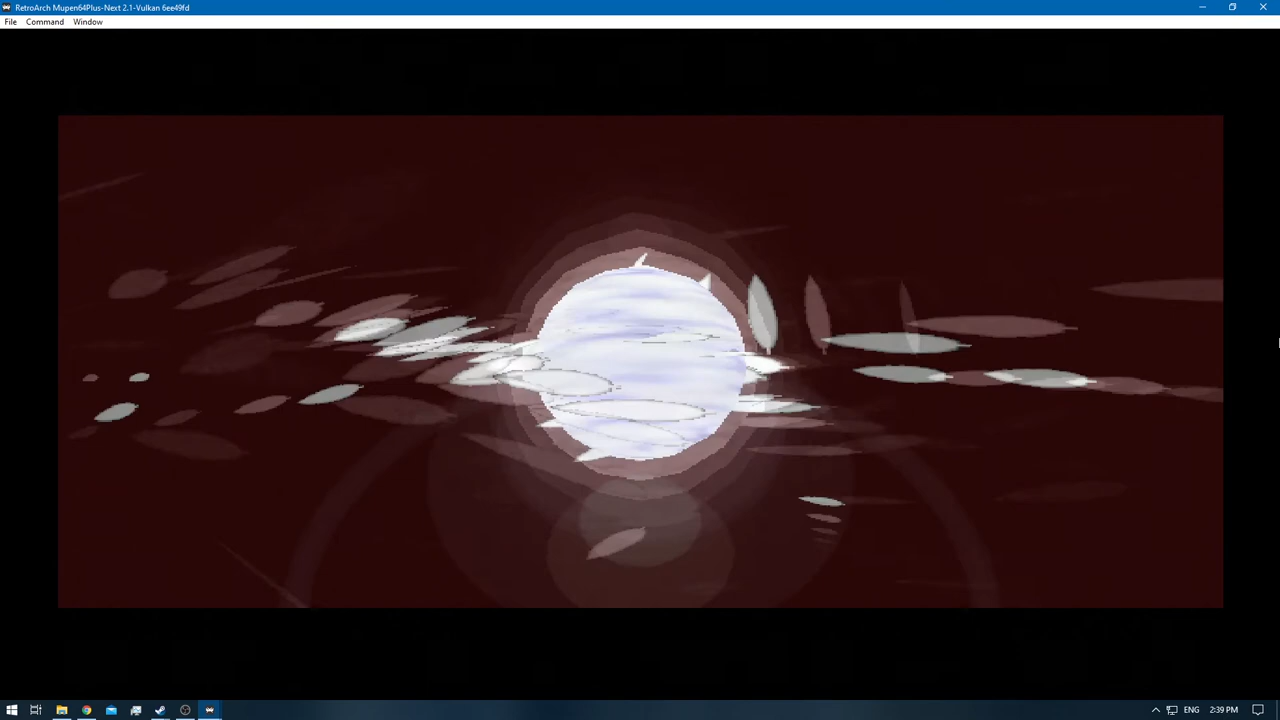 RetroArch Mupen64Plus-Next 2.1-Vulkan 6ee49fd
File Command Window
ENG 2:39 PM